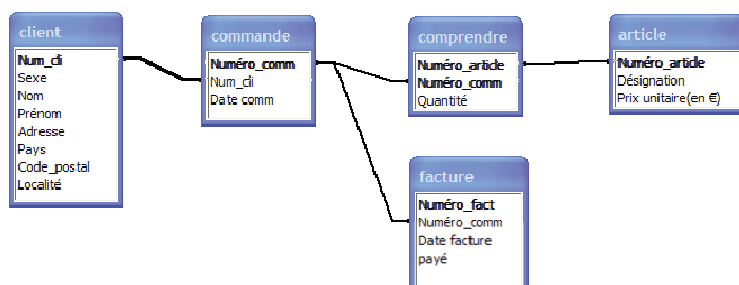 client
Num_cli
Sexe
Nom
Prénom
Adresse
Pays
Code_postal
Localité
commande
Numéro_comm
Num_cli
Date comm
comprendre
Numéro_article
Numéro_comm
Quantité
article
Numéro_article
Désignation
Prix unitaire(en €)
facture
Numéro_fact
Numéro_comm
Date facture
payé